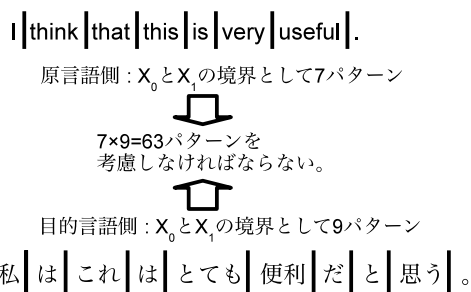 I think that this is very useful .
原言語側 : X₀とX₁の境界として7パターン
7×9=63パターンを
考慮しなければならない。
目的言語側 : X₀とX₁の境界として9パターン
私 は これ は とても 便利 だ と 思う 。